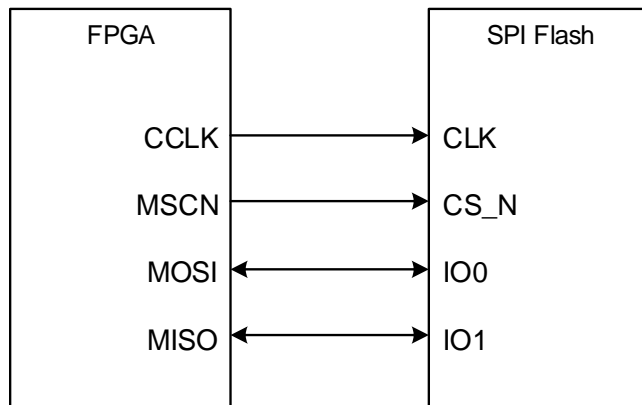 FPGA SPI Flash
CCLK CLK
MSCN CS_N
MOSI IO0
MISO IO1